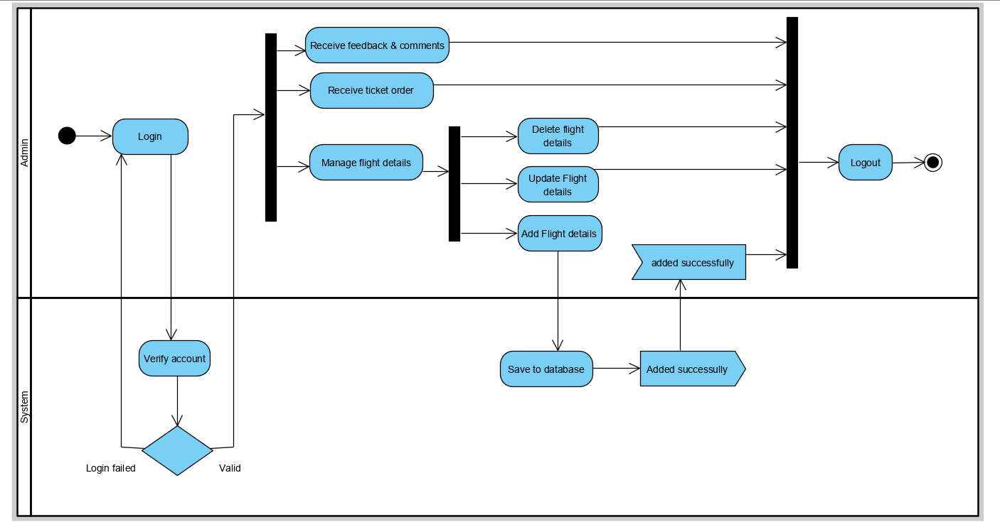 Admin
Receive feedback & comments
Receive ticket order
Login
Manage flight details
Delete flight
details
Update Flight
details
Add Flight details
Logout
added successfully
System
Verify account
Save to database
Added successully
Login failed
Valid